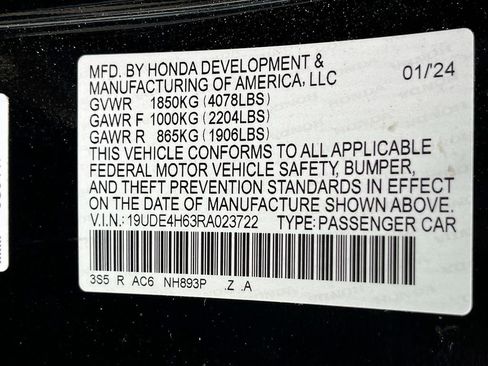 MFD. BY HONDA DEVELOPMENT &
MANUFACTURING OF AMERICA, LLC 01/'24
GVWR 1850KG (4078LBS)
GAWR F 1000KG (2204LBS)
GAWR R 865KG (1906LBS)
THIS VEHICLE CONFORMS TO ALL APPLICABLE
FEDERAL MOTOR VEHICLE SAFETY, BUMPER,
AND THEFT PREVENTION STANDARDS IN EFFECT
ON THE DATE OF MANUFACTURE SHOWN ABOVE.
V.I.N.: 19UDE4H63RA023722 TYPE: PASSENGER CAR
3S5 R AC6 NH893P .Z .A